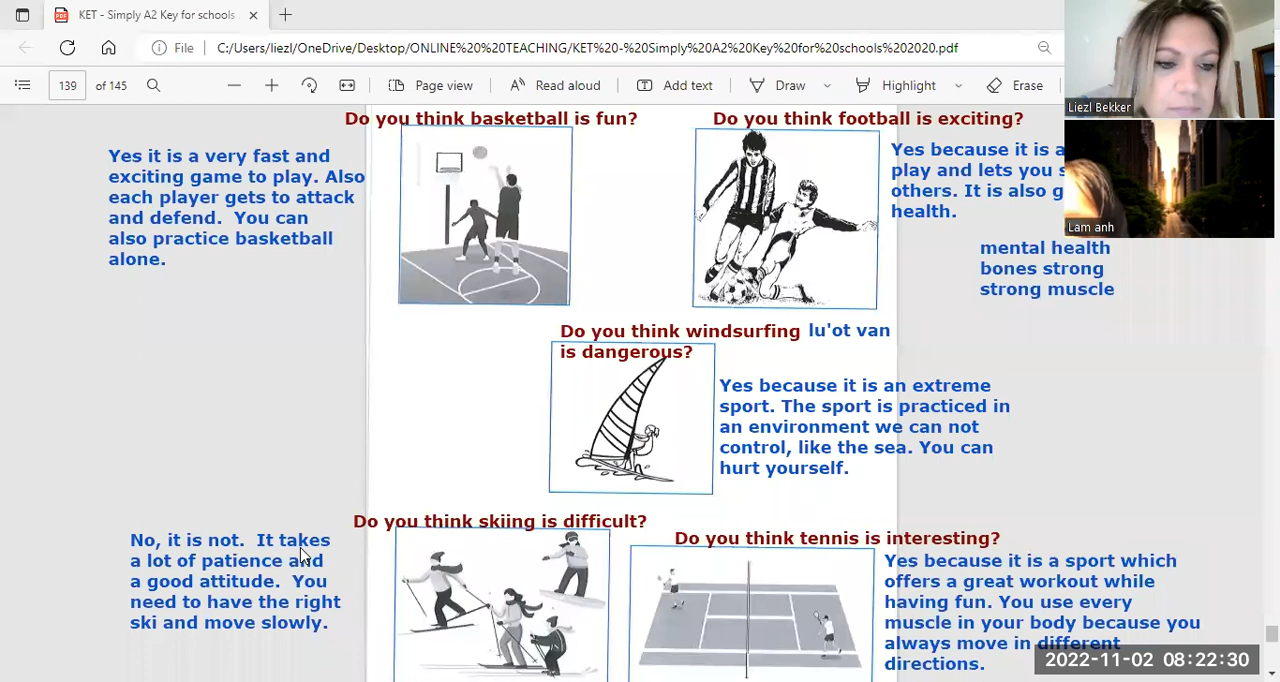 KET - Simply A2 Key for schools
File
C:/Users/liezl/OneDrive/Desktop/ONLINE%20%20TEACHING/KET%20-%20Simply%20A2%20Key%20for%20schools%202020.pdf
139 of 145
Page view
Read aloud
Add text
Draw
Highlight
Erase
Liezl Bekker
Lam anh
Do you think basketball is fun?
Yes it is a very fast and
exciting game to play. Also
each player gets to attack
and defend. You can
also practice basketball
alone.
Do you think football is exciting?
Yes because it is a
play and lets you
others. It is also
health.
mental health
bones strong
strong muscle
Do you think windsurfing
is dangerous?
lu'ot van
Yes because it is an extreme
sport. The sport is practiced in
an environment we can not
control, like the sea. You can
hurt yourself.
Do you think skiing is difficult?
No, it is not. It takes
a lot of patience and
a good attitude. You
need to have the right
ski and move slowly.
Do you think tennis is interesting?
Yes because it is a sport which
offers a great workout while
having fun. You use every
muscle in your body because you
always move in different
directions.
2022-11-02 08:22:30